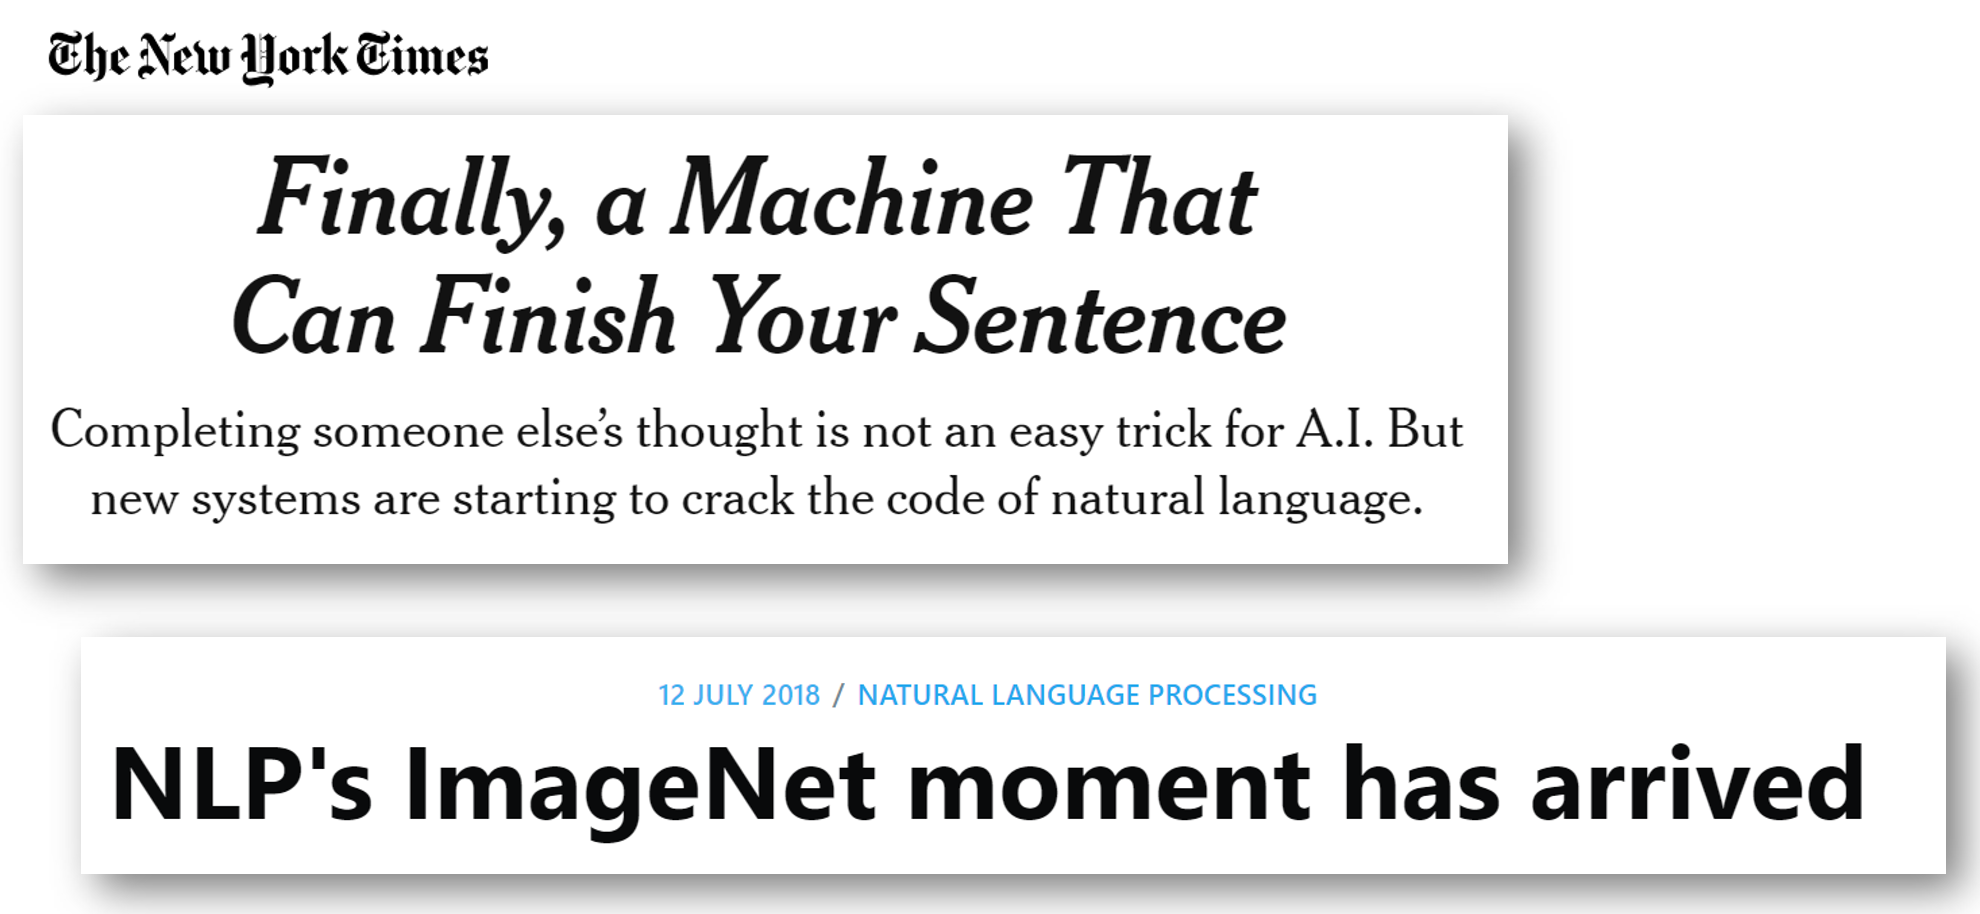 The New York Times
Finally, a Machine That
Can Finish Your Sentence
Completing someone else’s thought is not an easy trick for A.I. But
new systems are starting to crack the code of natural language.
12 JULY 2018 / NATURAL LANGUAGE PROCESSING
NLP's ImageNet moment has arrived